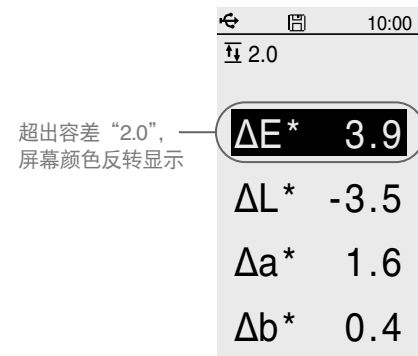 10:00
2.0
超出容差“2.0”,
屏幕颜色反转显示
ΔE* 3.9
ΔL* -3.5
Δa* 1.6
Δb* 0.4